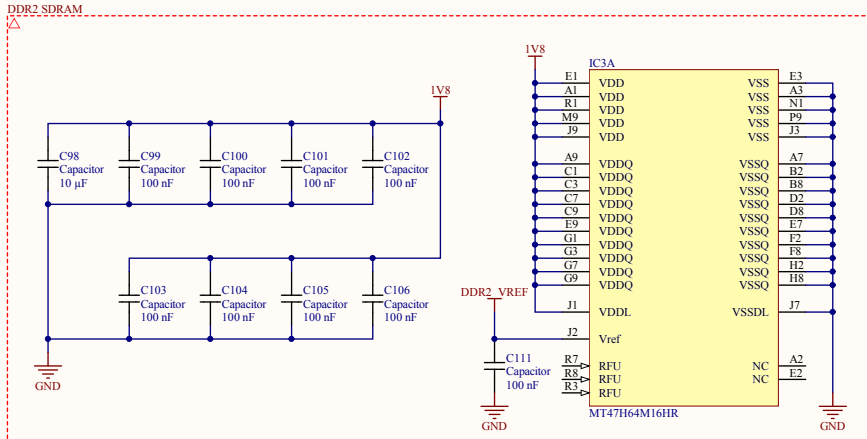 DDR2 SDRAM
1V8
C98
Capacitor
10 µF
C99
Capacitor
100 nF
C100
Capacitor
100 nF
C101
Capacitor
100 nF
C102
Capacitor
100 nF
C103
Capacitor
100 nF
C104
Capacitor
100 nF
C105
Capacitor
100 nF
C106
Capacitor
100 nF
GND
1V8
IC3A
E1 VDD VSS E3
A1 VDD VSS A3
R1 VDD VSS N1
M9 VDD VSS P9
J9 VDD VSS J3
A9 VDDQ VSSQ A7
C1 VDDQ VSSQ B2
C3 VDDQ VSSQ B8
C7 VDDQ VSSQ D2
C9 VDDQ VSSQ D8
E9 VDDQ VSSQ E7
G1 VDDQ VSSQ F2
G3 VDDQ VSSQ F8
G7 VDDQ VSSQ H2
G9 VDDQ VSSQ H8
J1 VDDL VSSDL J7
DDR2_VREF
J2 Vref
C111
Capacitor
100 nF
R7 RFU NC A2
R8 RFU NC E2
R3 RFU
MT47H64M16HR
GND
GND